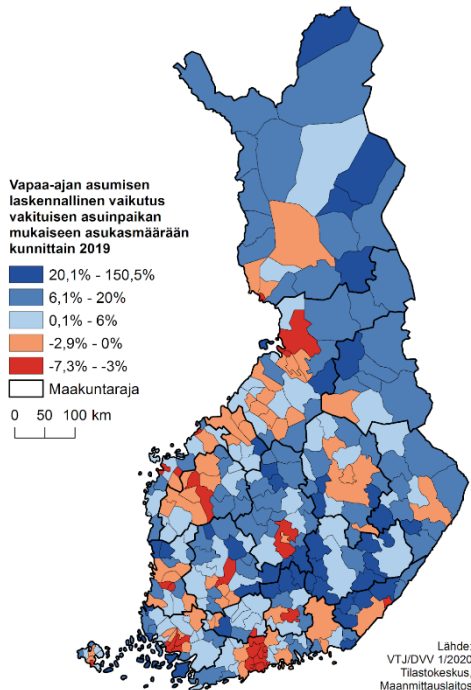 Vapaa-ajan asumisen
laskennallinen vaikutus
vakituisen asuinpaikan
mukaiseen asukasmäärään
kunnittain 2019
20,1% - 150,5%
6,1% - 20%
0,1% - 6%
-2,9% - 0%
-7,3% - -3%
Maakuntaraja
0 50 100 km
Lähde:
VTJ/DVV 1/2020
Tilastokeskus,
Maanmittauslaitos